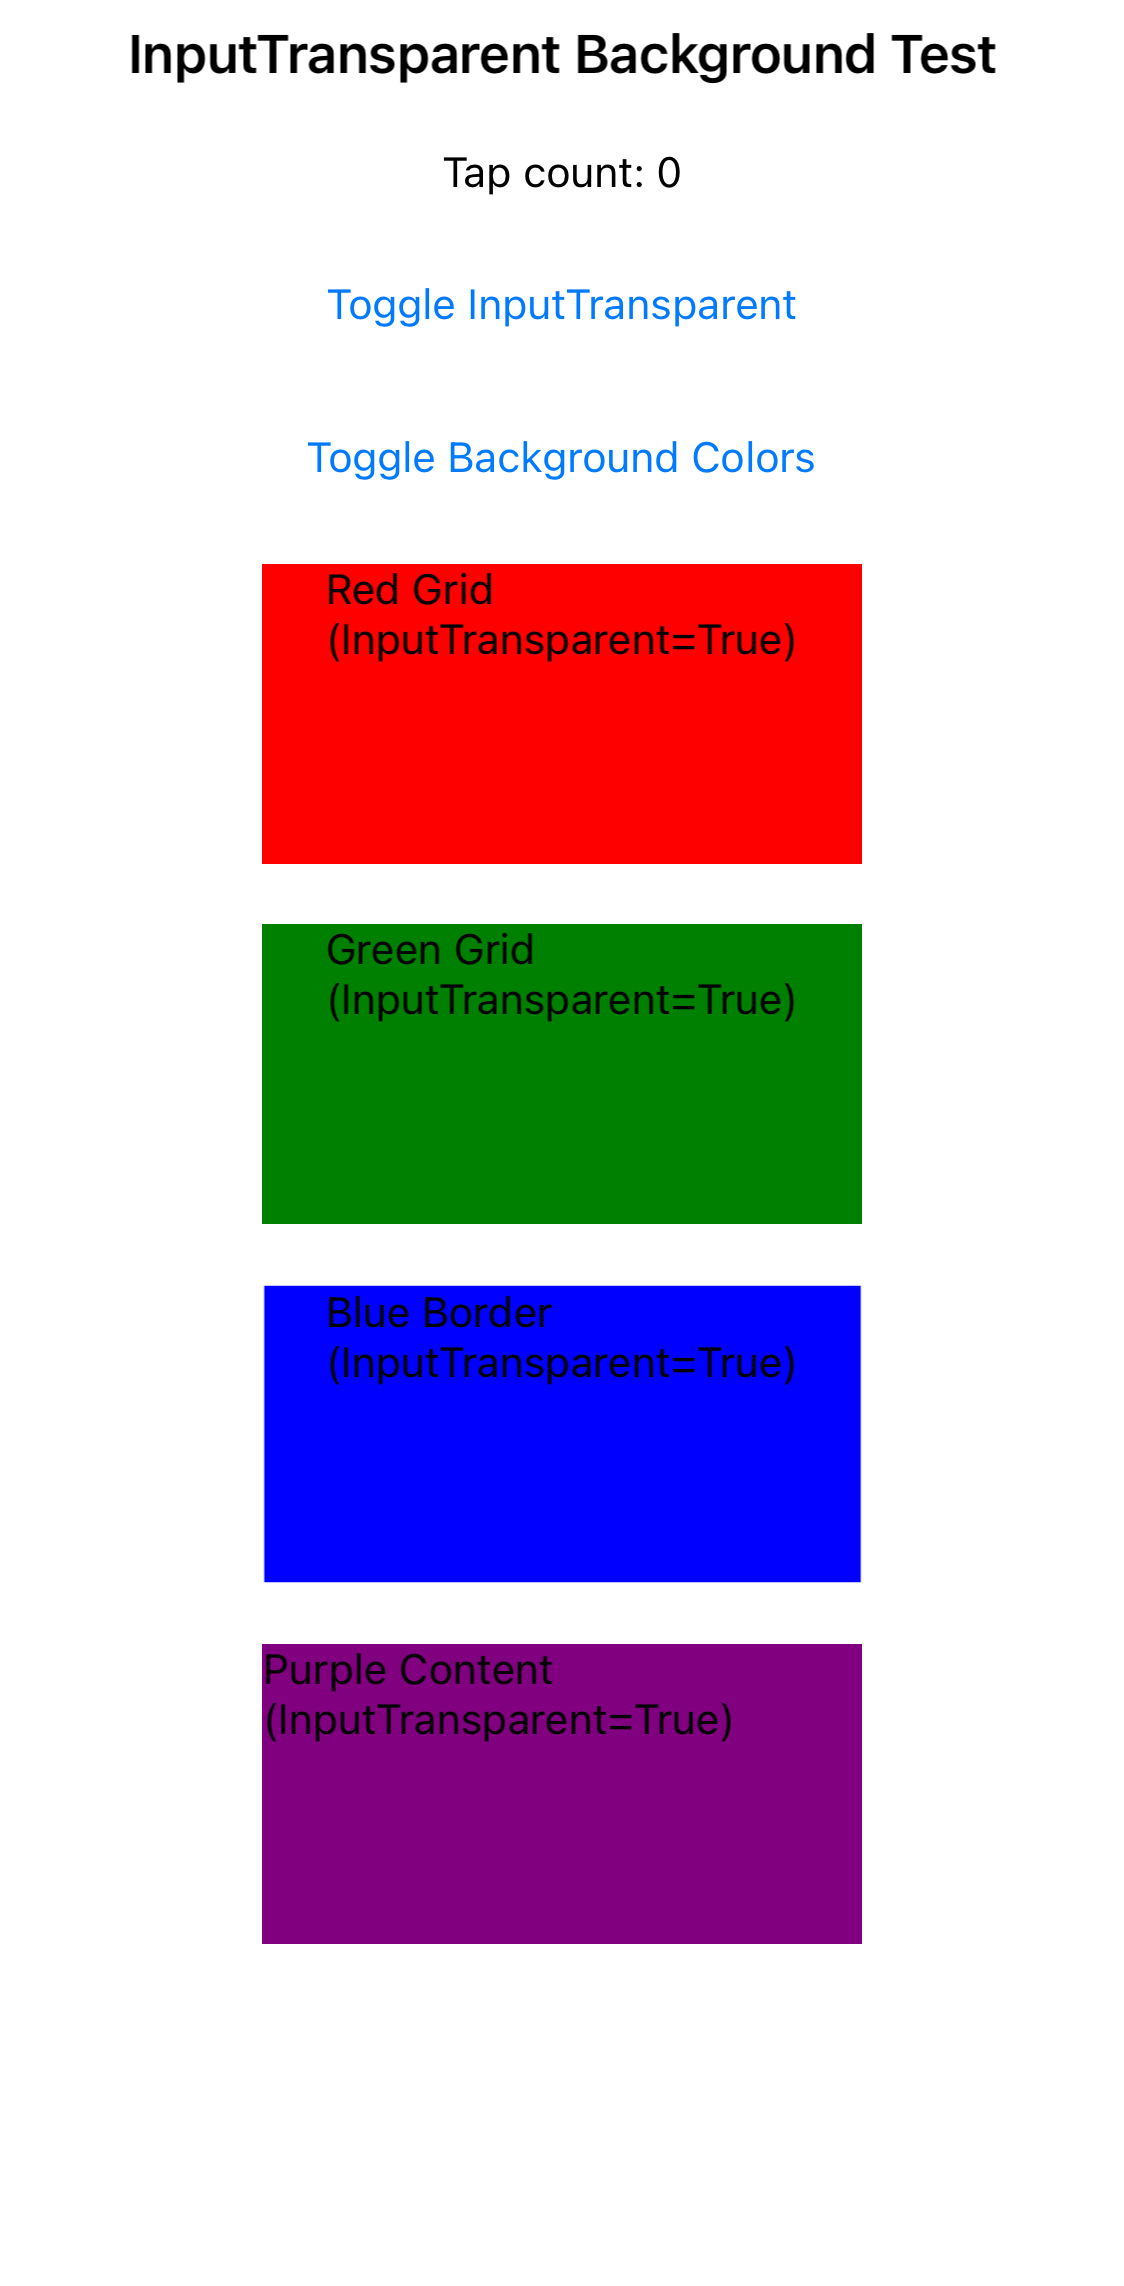 InputTransparent Background Test
Tap count: 0
Toggle InputTransparent
Toggle Background Colors
Red Grid
(InputTransparent=True)
Green Grid
(InputTransparent=True)
Blue Border
(InputTransparent=True)
Purple Content
(InputTransparent=True)